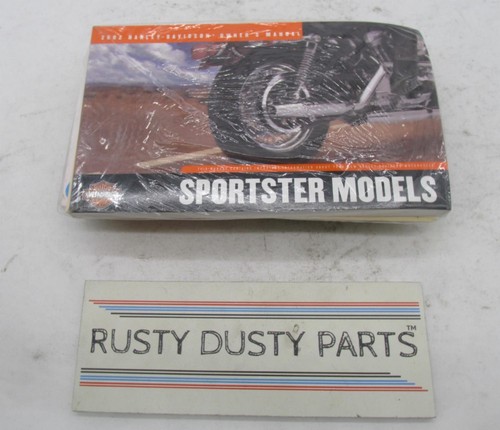 2002 HARLEY-DAVIDSON® OWNER'S MANUAL
SPORTSTER MODELS
RUSTY DUSTY PARTS™